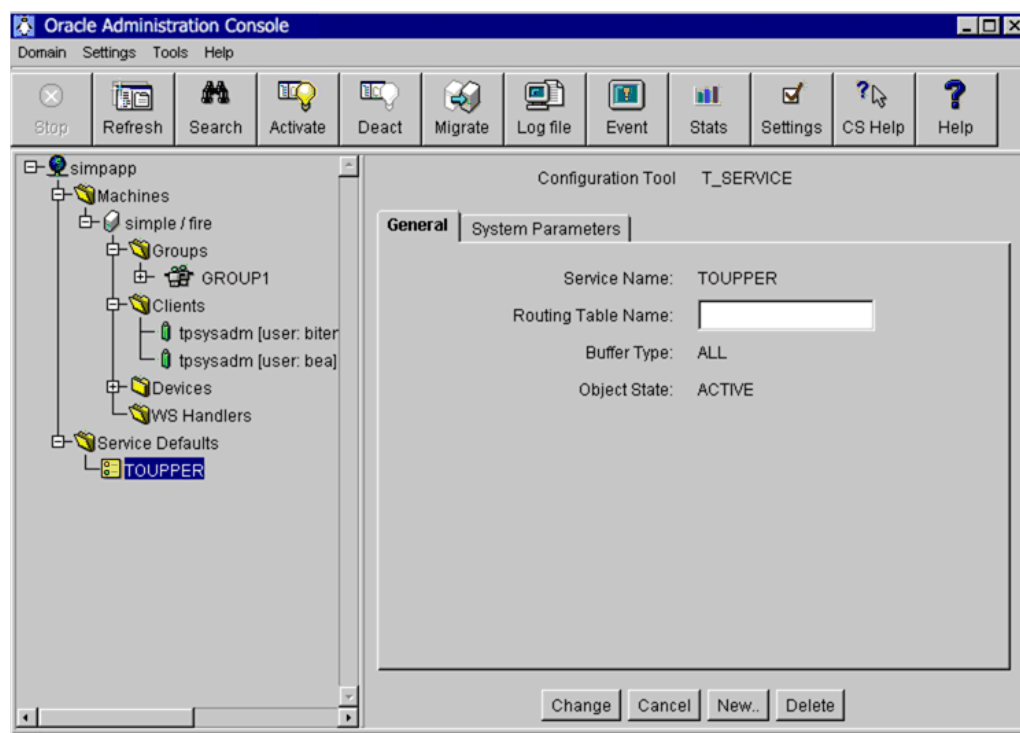 Oracle Administration Console
Domain Settings Tools Help
Stop Refresh Search Activate Deact Migrate Log file Event Stats Settings CS Help Help
simpapp
Machines
simple / fire
Groups
GROUP1
Clients
tpsysadm [user: biter
tpsysadm [user: bea]
Devices
WS Handlers
Service Defaults
TOUPPER
Configuration Tool T_SERVICE
General System Parameters
Service Name: TOUPPER
Routing Table Name:
Buffer Type: ALL
Object State: ACTIVE
Change Cancel New.. Delete